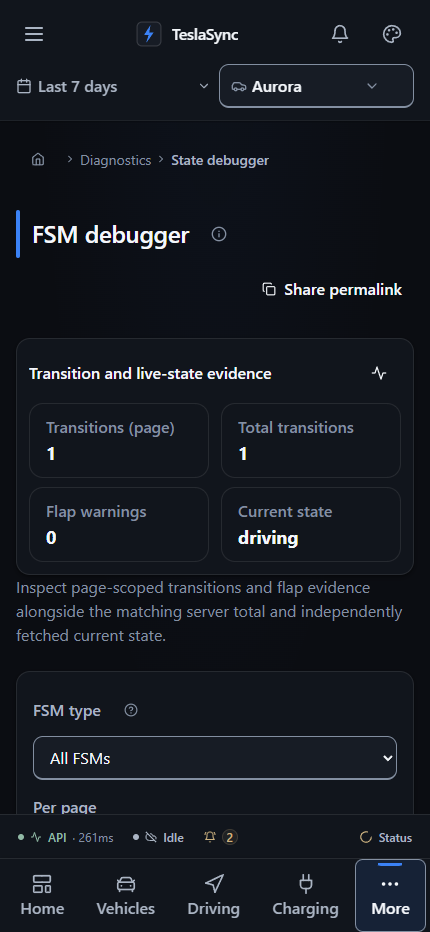 TeslaSync
Last 7 days
Aurora
Diagnostics
State debugger
FSM debugger
Share permalink
Transition and live-state evidence
Transitions (page)
1
Total transitions
1
Flap warnings
0
Current state
driving
Inspect page-scoped transitions and flap evidence
alongside the matching server total and independently
fetched current state.
FSM type
All FSMs
Per page
API · 261ms
Idle
2
Status
Home
Vehicles
Driving
Charging
More